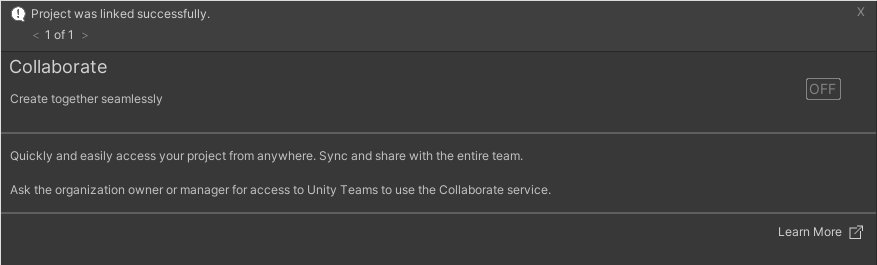 Project was linked successfully.
X
< 1 of 1 >
Collaborate
OFF
Create together seamlessly
Quickly and easily access your project from anywhere. Sync and share with the entire team.
Ask the organization owner or manager for access to Unity Teams to use the Collaborate service.
Learn More